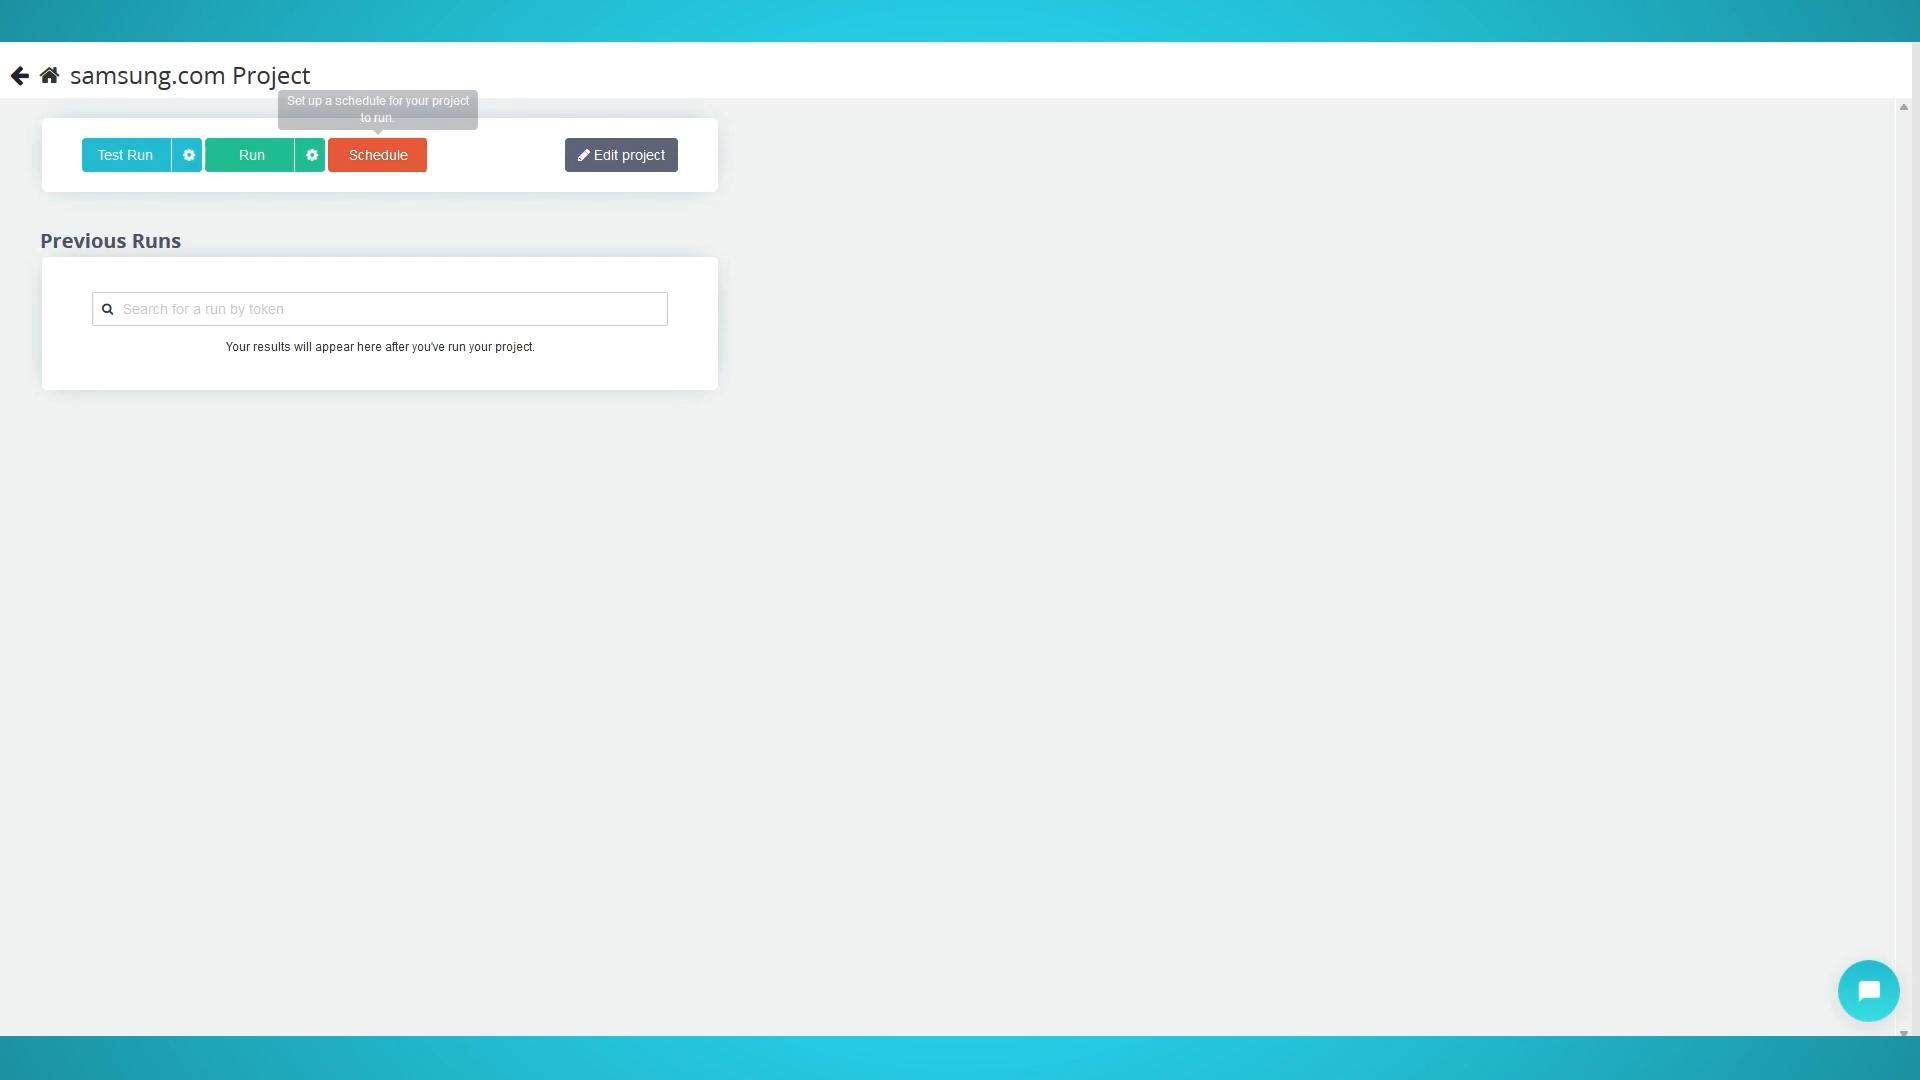 samsung.com Project
Set up a schedule for your project
to run.
Test Run
Run
Schedule
Edit project
Previous Runs
Search for a run by token
Your results will appear here after you've run your project.